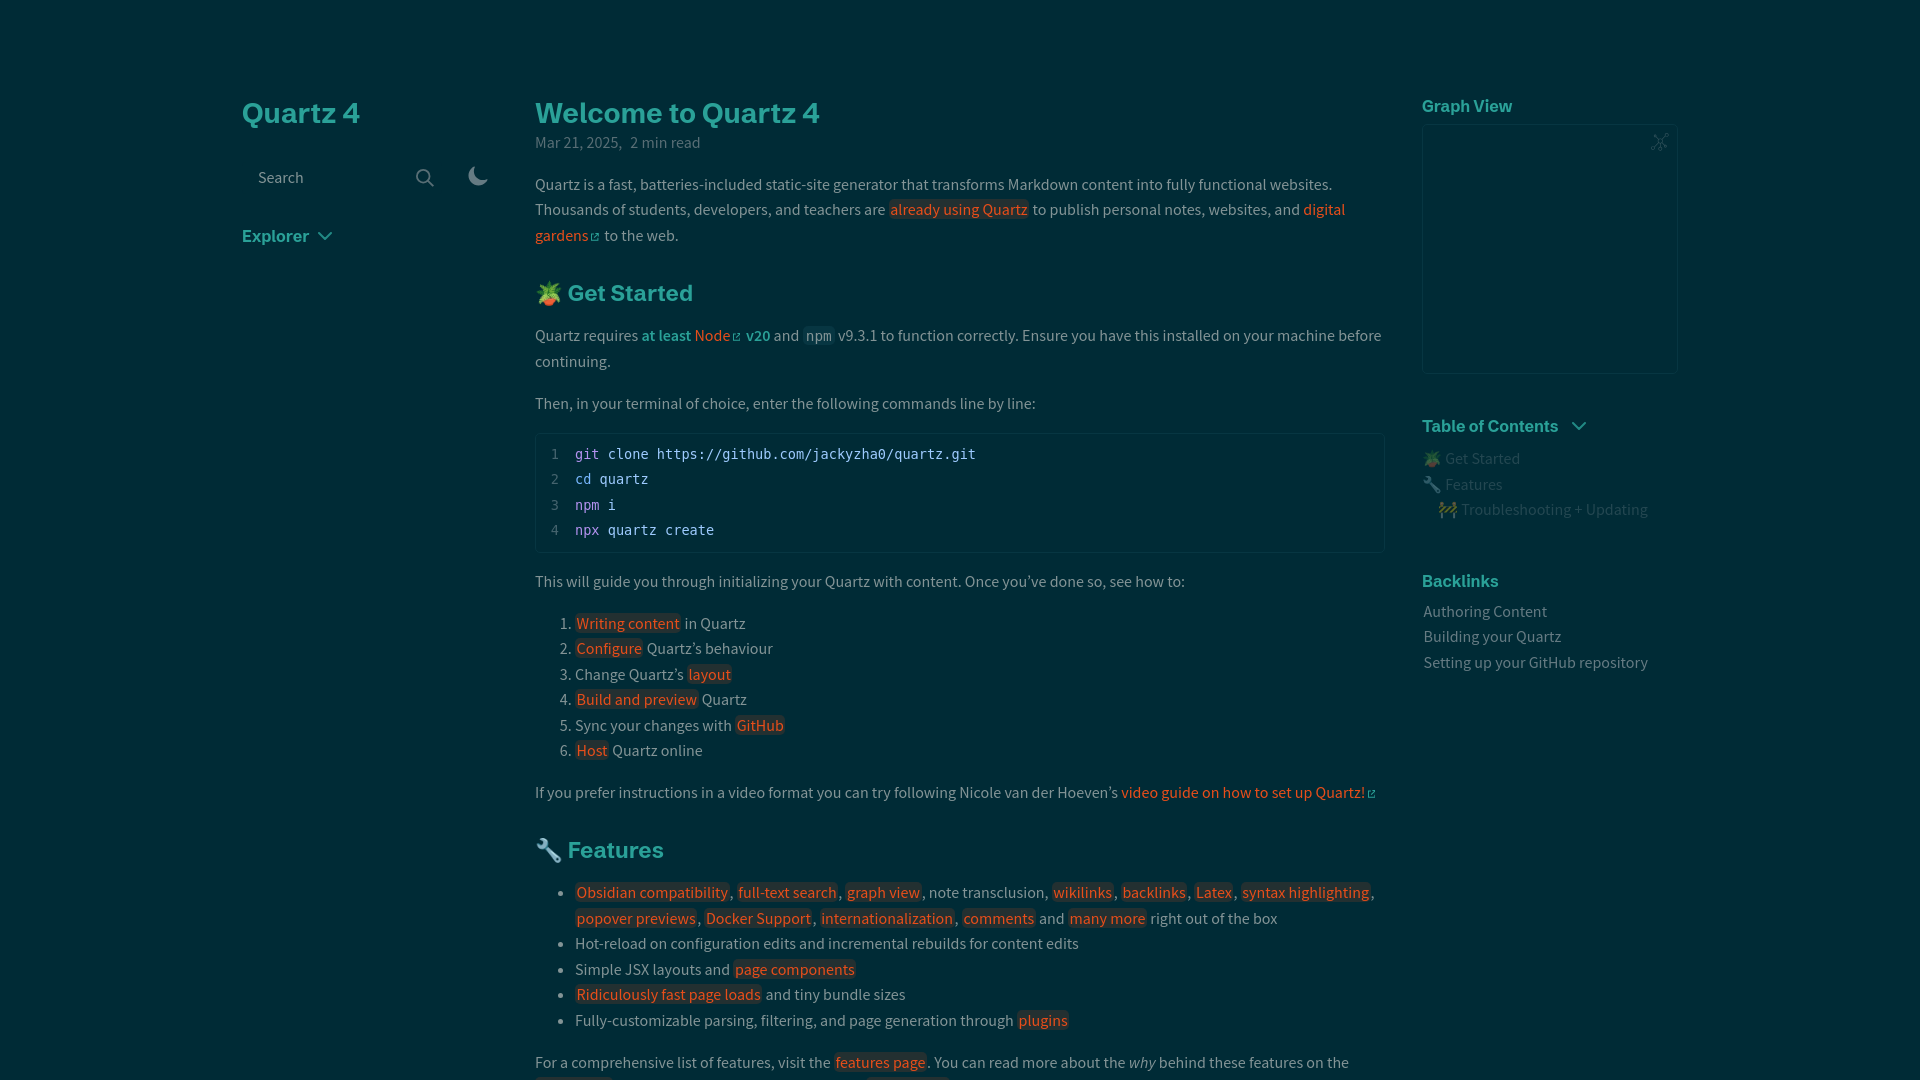 Quartz 4
Search
Explorer
Welcome to Quartz 4
Mar 21, 2025, 2 min read
Quartz is a fast, batteries-included static-site generator that transforms Markdown content into fully functional websites.
Thousands of students, developers, and teachers are already using Quartz to publish personal notes, websites, and digital
gardens to the web.
🪴 Get Started
Quartz requires at least Node v20 and npm v9.3.1 to function correctly. Ensure you have this installed on your machine before
continuing.
Then, in your terminal of choice, enter the following commands line by line:
1 git clone https://github.com/jackyzha0/quartz.git
2 cd quartz
3 npm i
4 npx quartz create
This will guide you through initializing your Quartz with content. Once you’ve done so, see how to:
1. Writing content in Quartz
2. Configure Quartz’s behaviour
3. Change Quartz’s layout
4. Build and preview Quartz
5. Sync your changes with GitHub
6. Host Quartz online
If you prefer instructions in a video format you can try following Nicole van der Hoeven’s video guide on how to set up Quartz!
🔧 Features
• Obsidian compatibility, full-text search, graph view, note transclusion, wikilinks, backlinks, Latex, syntax highlighting,
popover previews, Docker Support, internationalization, comments and many more right out of the box
• Hot-reload on configuration edits and incremental rebuilds for content edits
• Simple JSX layouts and page components
• Ridiculously fast page loads and tiny bundle sizes
• Fully-customizable parsing, filtering, and page generation through plugins
For a comprehensive list of features, visit the features page. You can read more about the why behind these features on the
Graph View
Table of Contents
🪴 Get Started
🔧 Features
🚧 Troubleshooting + Updating
Backlinks
Authoring Content
Building your Quartz
Setting up your GitHub repository